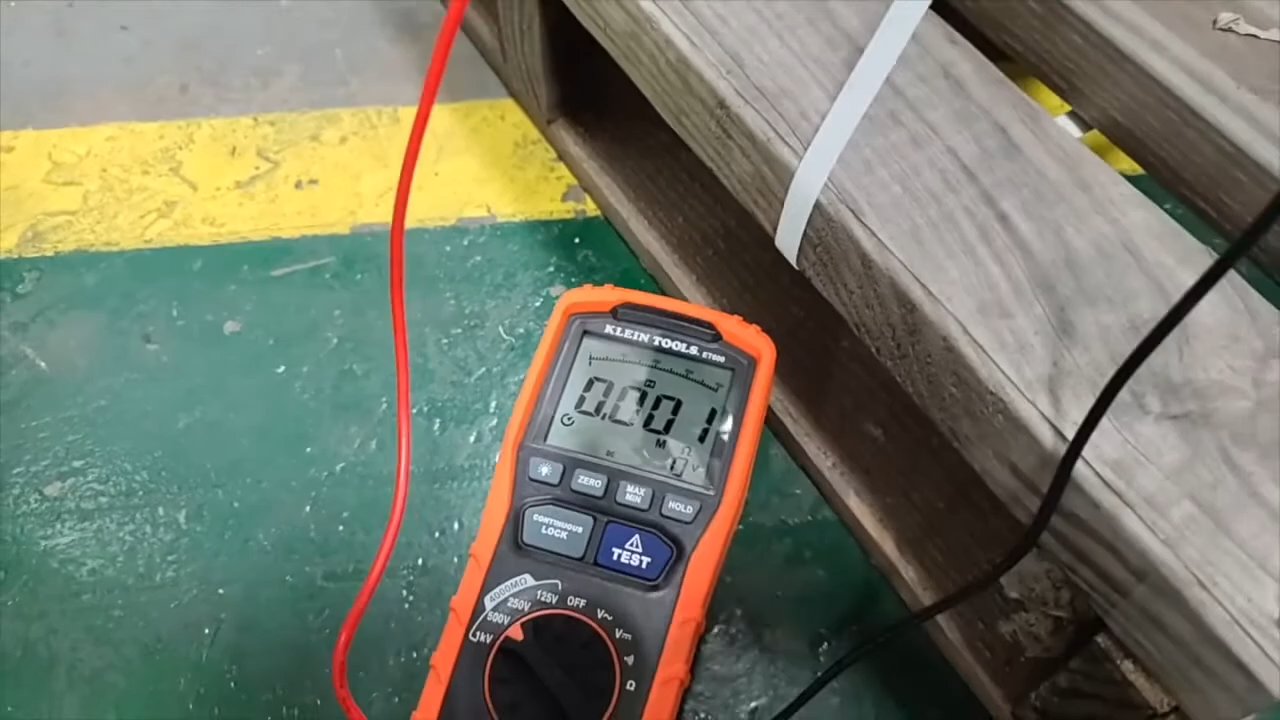 KLEIN TOOLS. ET600
0.001
M Ω
V
ZERO
MAX
MIN
HOLD
CONTINUOUS
LOCK
TEST
4000MΩ
1kV
500V
250V
125V
OFF
V~
V
Ω